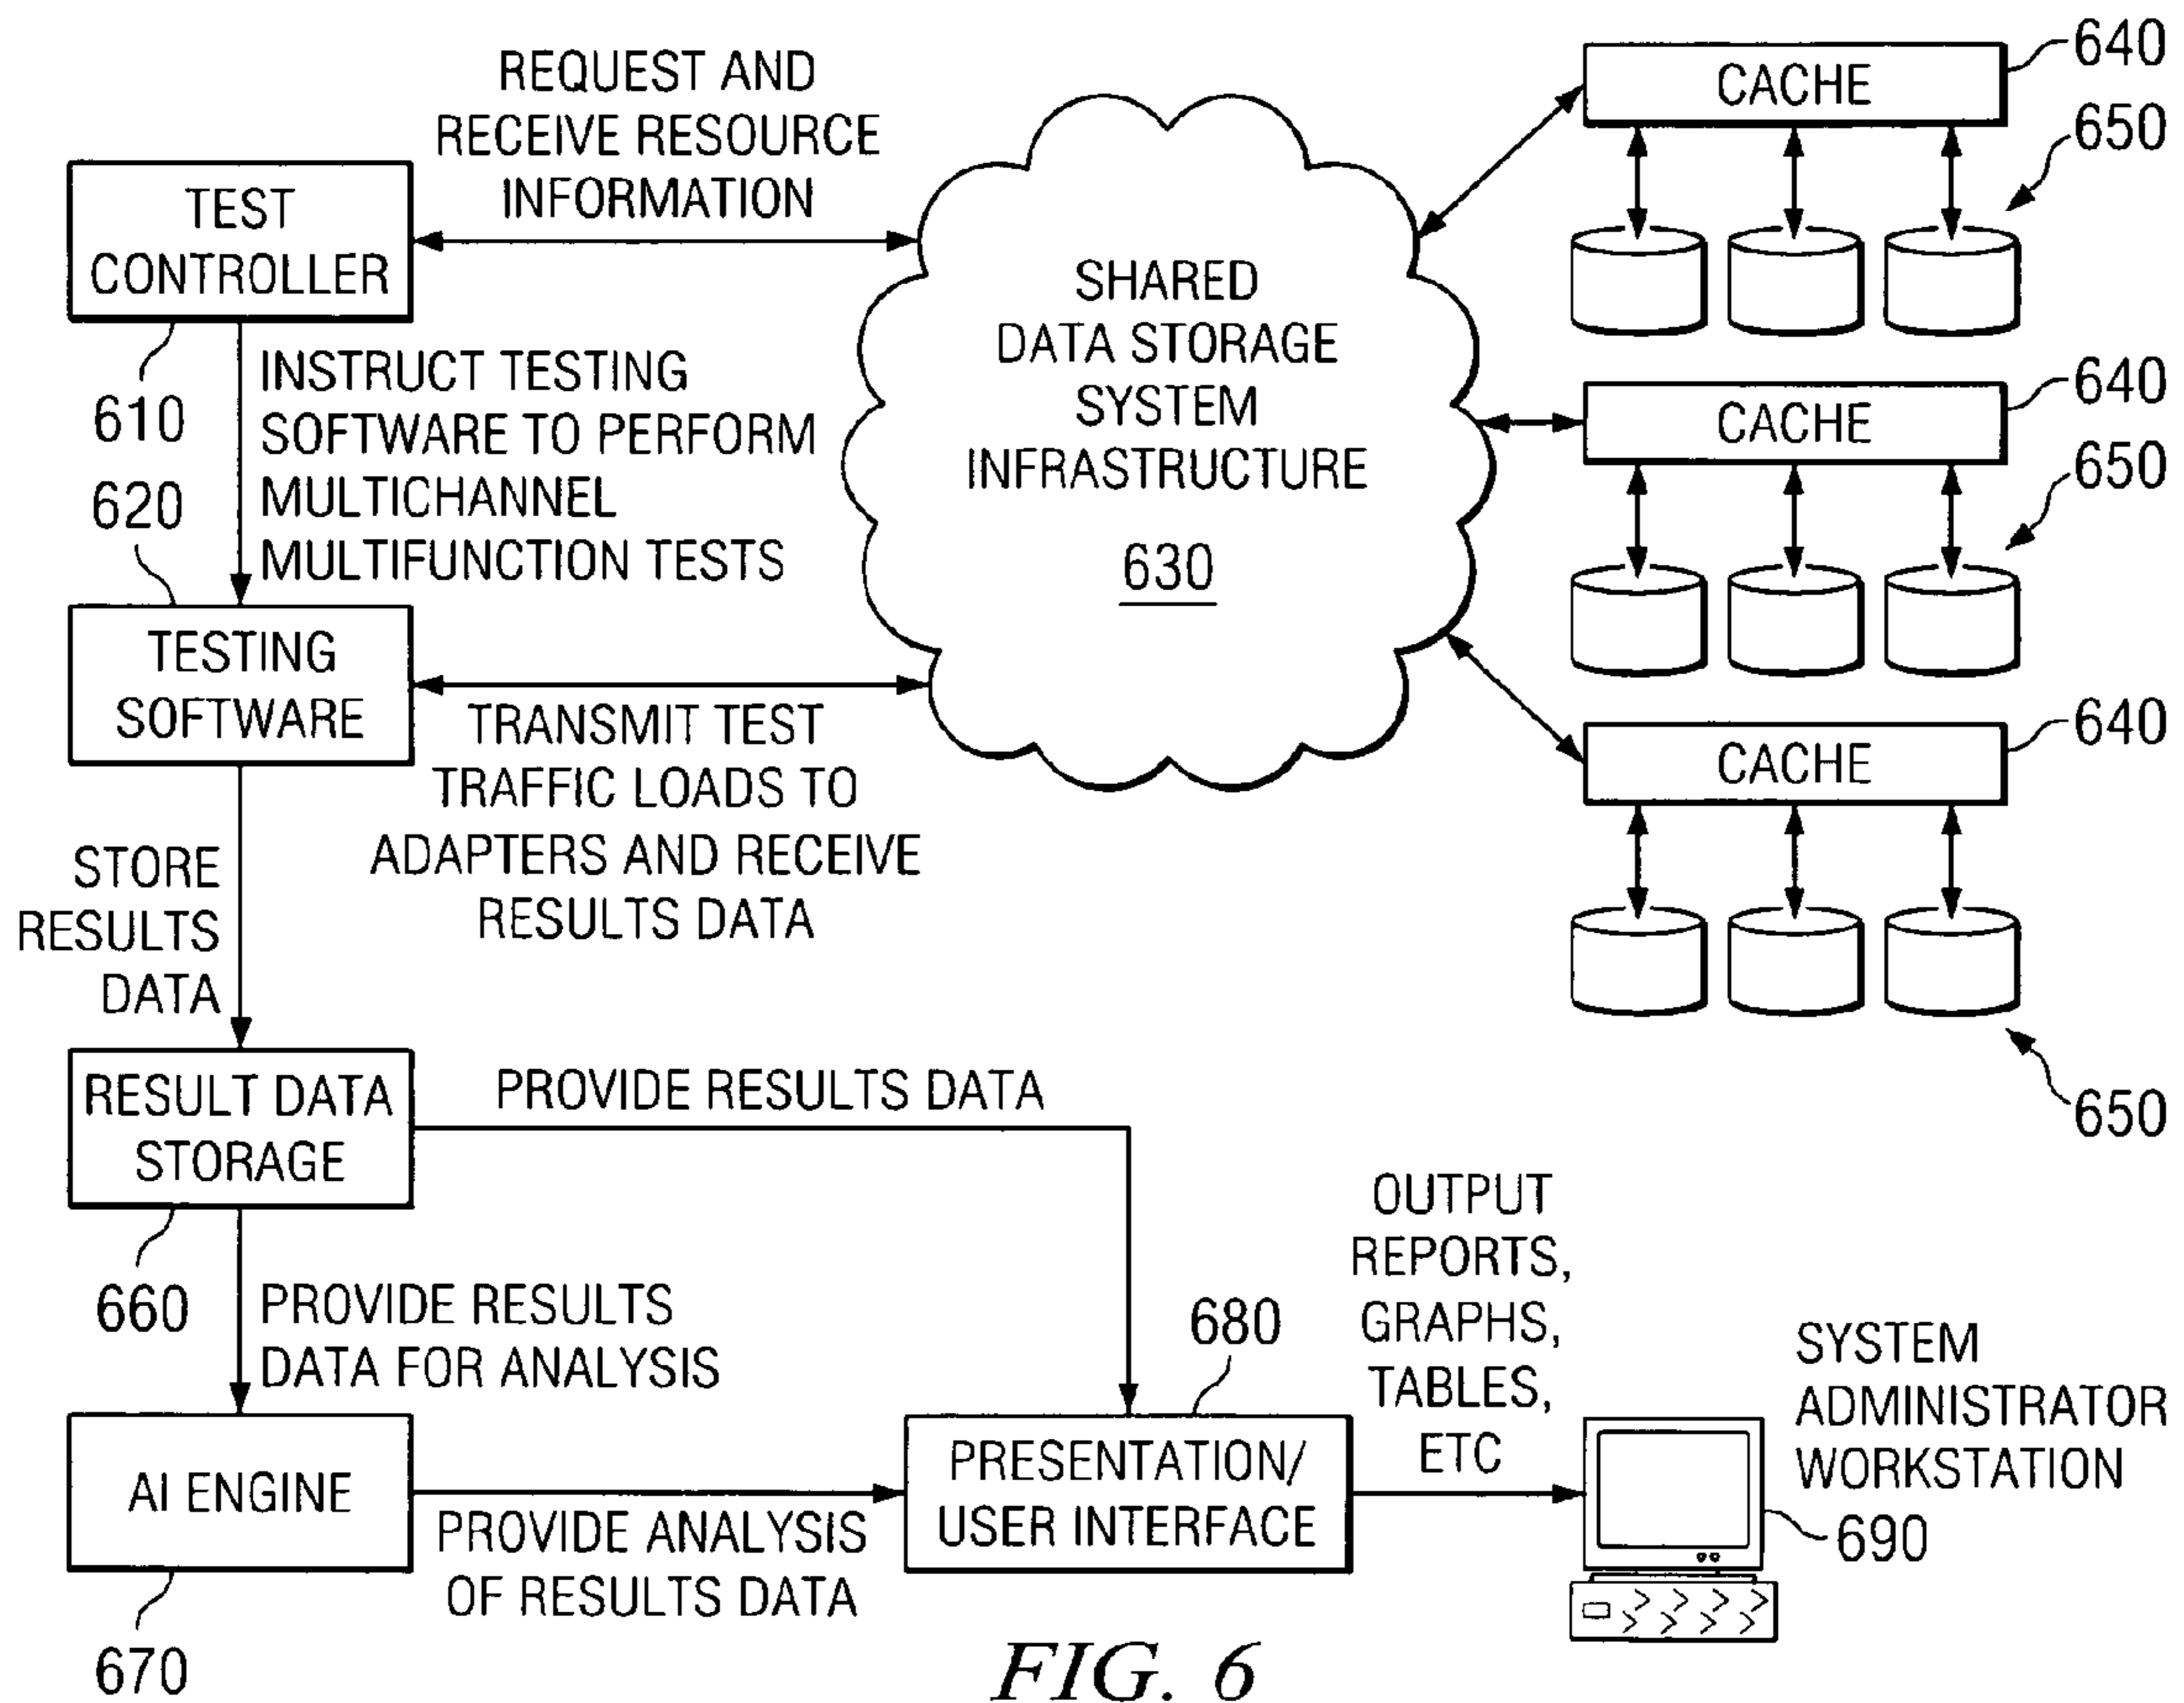 REQUEST AND
RECEIVE RESOURCE
INFORMATION
TEST
CONTROLLER
610
INSTRUCT TESTING
SOFTWARE TO PERFORM
MULTICHANNEL
MULTIFUNCTION TESTS
620
TESTING
SOFTWARE
TRANSMIT TEST
TRAFFIC LOADS TO
ADAPTERS AND RECEIVE
RESULTS DATA
SHARED
DATA STORAGE
SYSTEM
INFRASTRUCTURE
630
CACHE
640
650
CACHE
640
650
CACHE
640
650
STORE
RESULTS
DATA
RESULT DATA
STORAGE
660
PROVIDE RESULTS DATA
PROVIDE RESULTS
DATA FOR ANALYSIS
AI ENGINE
670
PROVIDE ANALYSIS
OF RESULTS DATA
680
PRESENTATION/
USER INTERFACE
OUTPUT
REPORTS,
GRAPHS,
TABLES,
ETC
SYSTEM
ADMINISTRATOR
WORKSTATION
690
FIG. 6